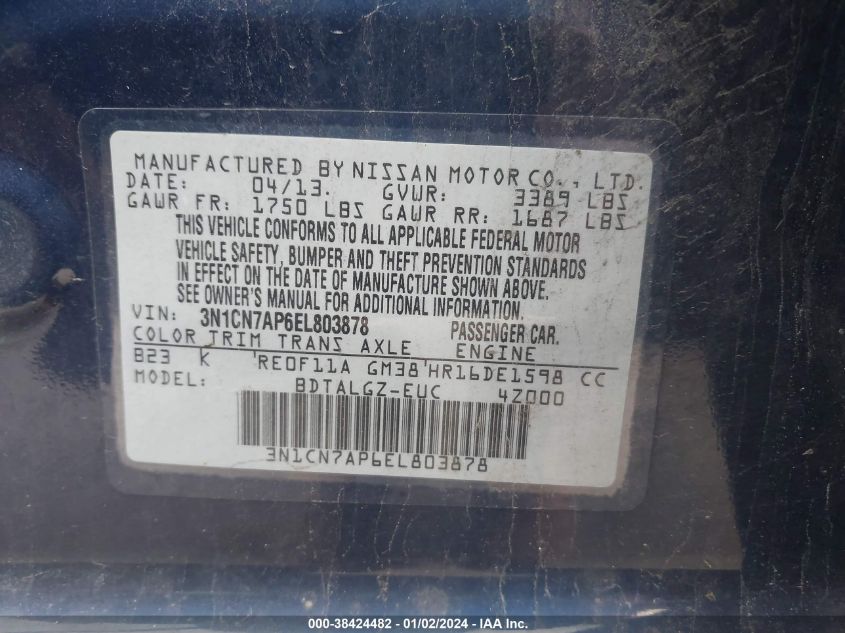 MANUFACTURED BY NISSAN MOTOR CO., LTD.
DATE: 04/13. GVWR: 3389 LBS
GAWR FR: 1750 LBS GAWR RR: 1687 LBS
THIS VEHICLE CONFORMS TO ALL APPLICABLE FEDERAL MOTOR
VEHICLE SAFETY, BUMPER AND THEFT PREVENTION STANDARDS
IN EFFECT ON THE DATE OF MANUFACTURE SHOWN ABOVE.
SEE OWNER'S MANUAL FOR ADDITIONAL INFORMATION.
VIN: 3N1CN7AP6EL803878 PASSENGER CAR.
COLOR TRIM TRANS AXLE ENGINE
B23 K RE0F11A GM38 HR16DE1598 CC
MODEL: BDTALGZ-EUC 4Z000
3N1CN7AP6EL803878
000-38424482 - 01/02/2024 - IAA Inc.